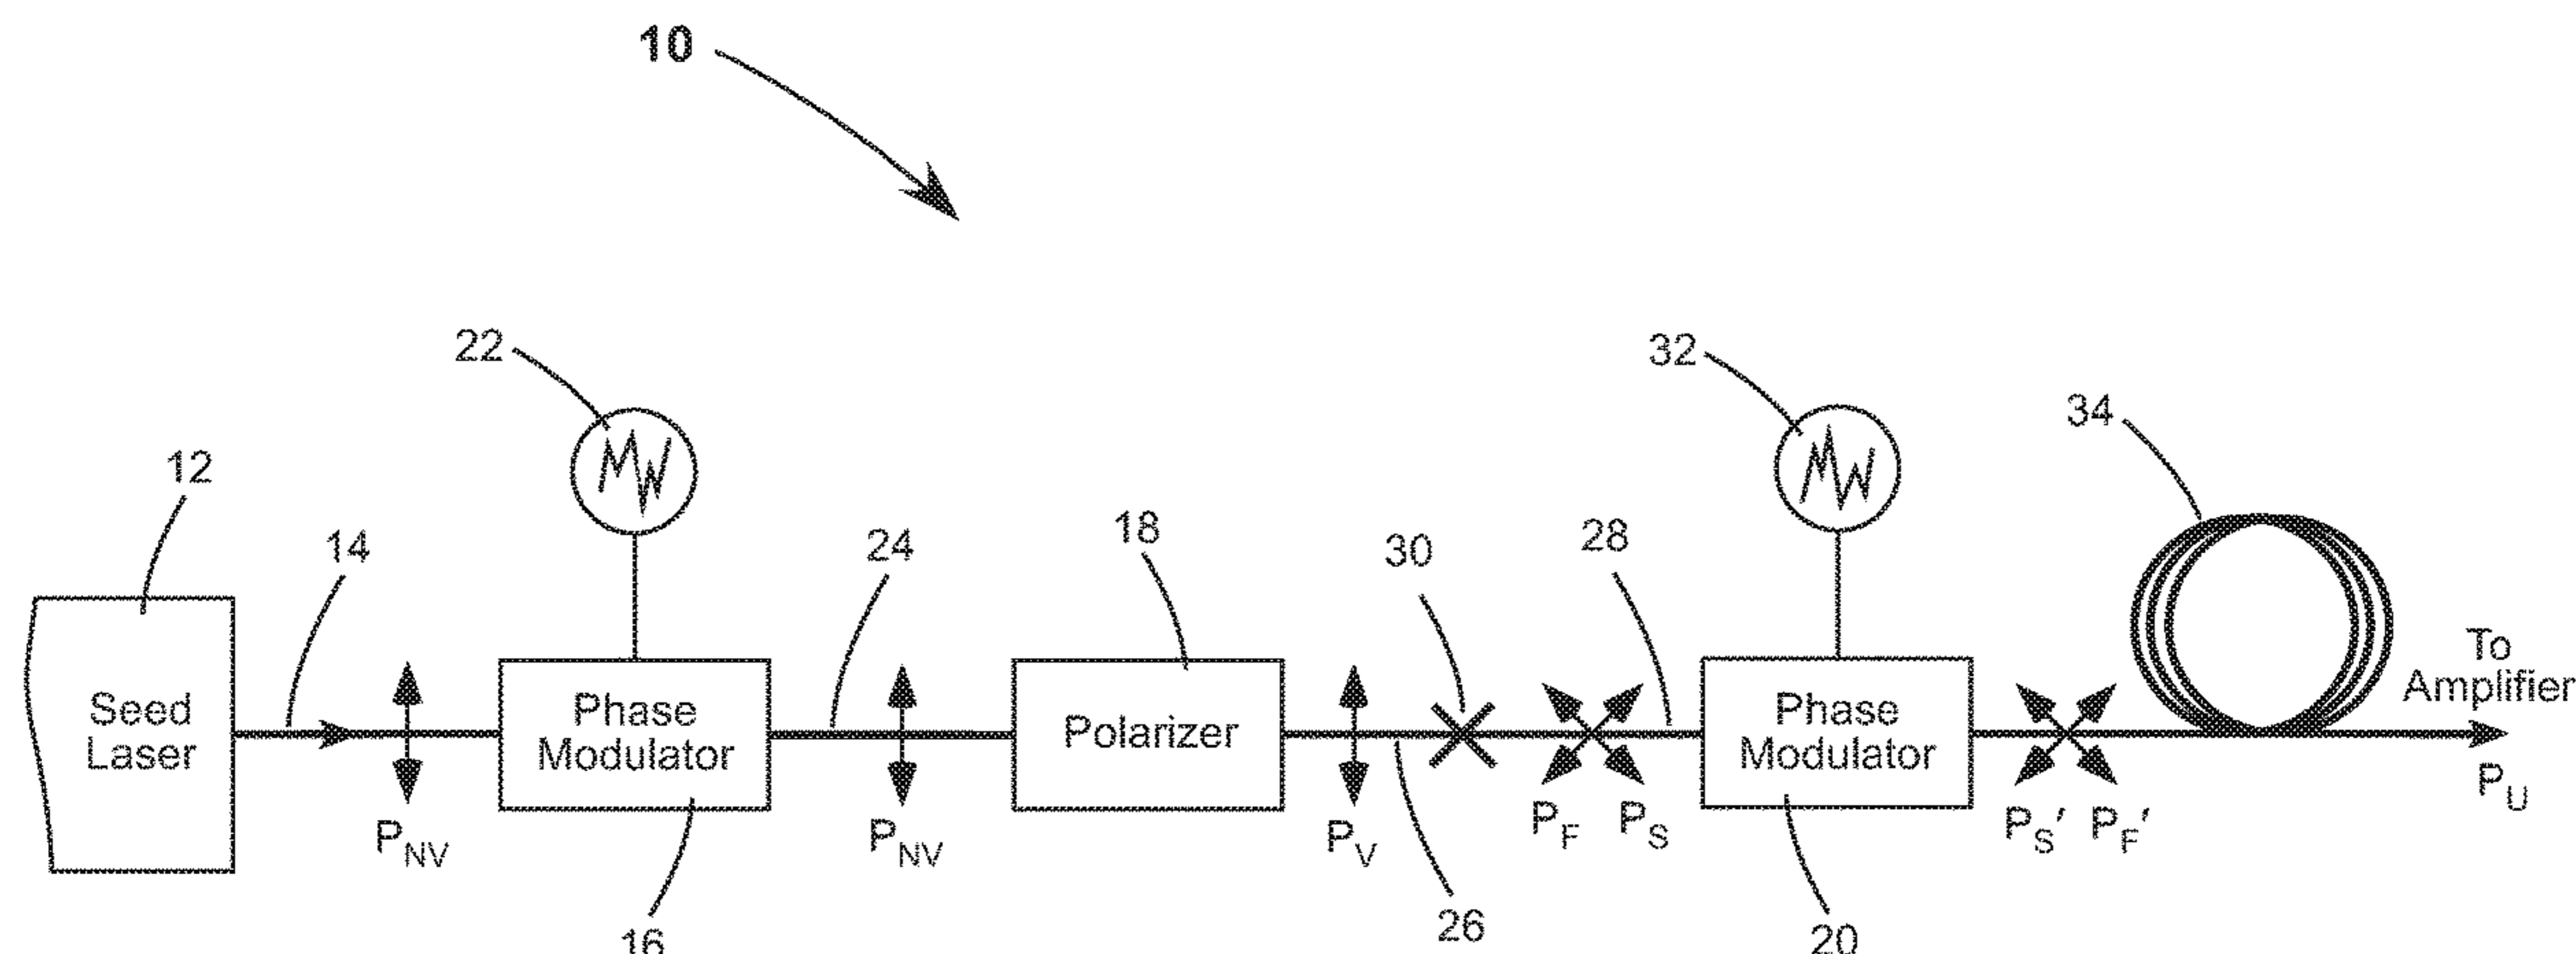 10
22
32
34
12
14
24
18
30
28
Seed
Laser
Phase
Modulator
Polarizer
Phase
Modulator
To
Amplifier
P_NV
P_NV
P_V
P_F
P_S
P_S'
P_F'
P_U
16
26
20